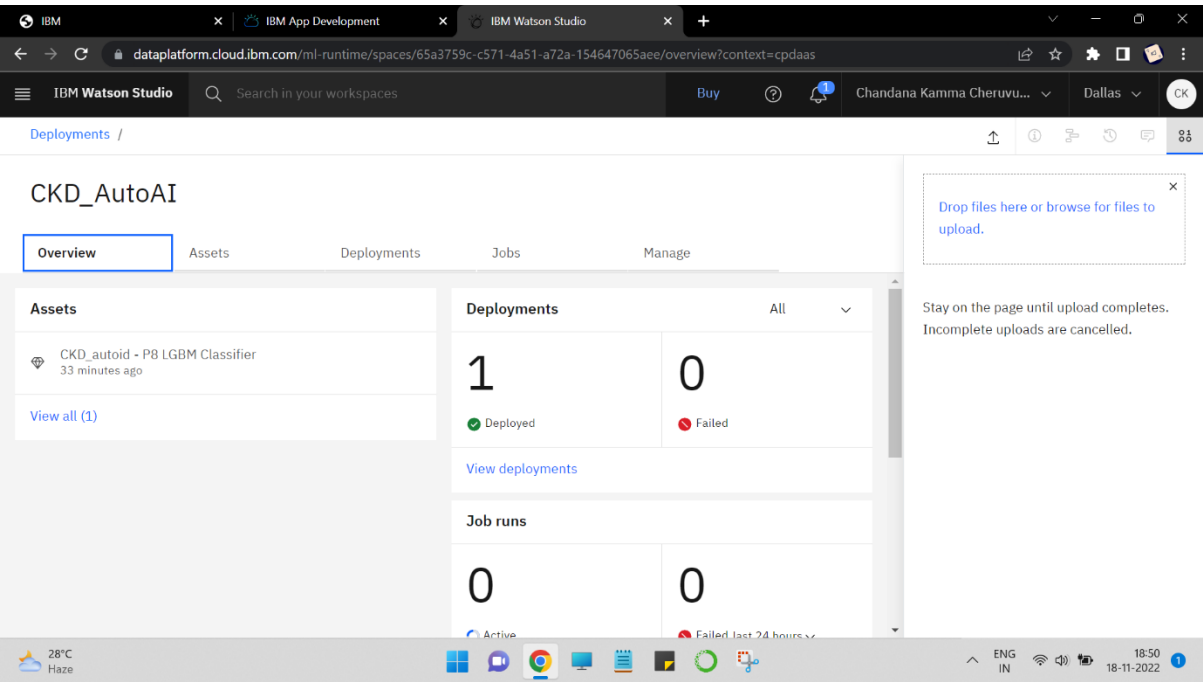 IBM
IBM App Development
IBM Watson Studio
dataplatform.cloud.ibm.com/ml-runtime/spaces/65a3759c-c571-4a51-a72a-154647065aee/overview?context=cpdaas
IBM Watson Studio
Search in your workspaces
Buy
1
Chandana Kamma Cheruvu...
Dallas
CK
Deployments /
CKD_AutoAI
Overview
Assets
Deployments
Jobs
Manage
Assets
CKD_autoid - P8 LGBM Classifier
33 minutes ago
View all (1)
Deployments
All
1
0
Deployed
Failed
View deployments
Job runs
0
0
Active
Failed last 24 hours
Drop files here or browse for files to
upload.
Stay on the page until upload completes.
Incomplete uploads are cancelled.
28°C
Haze
ENG
IN
18:50
18-11-2022
1